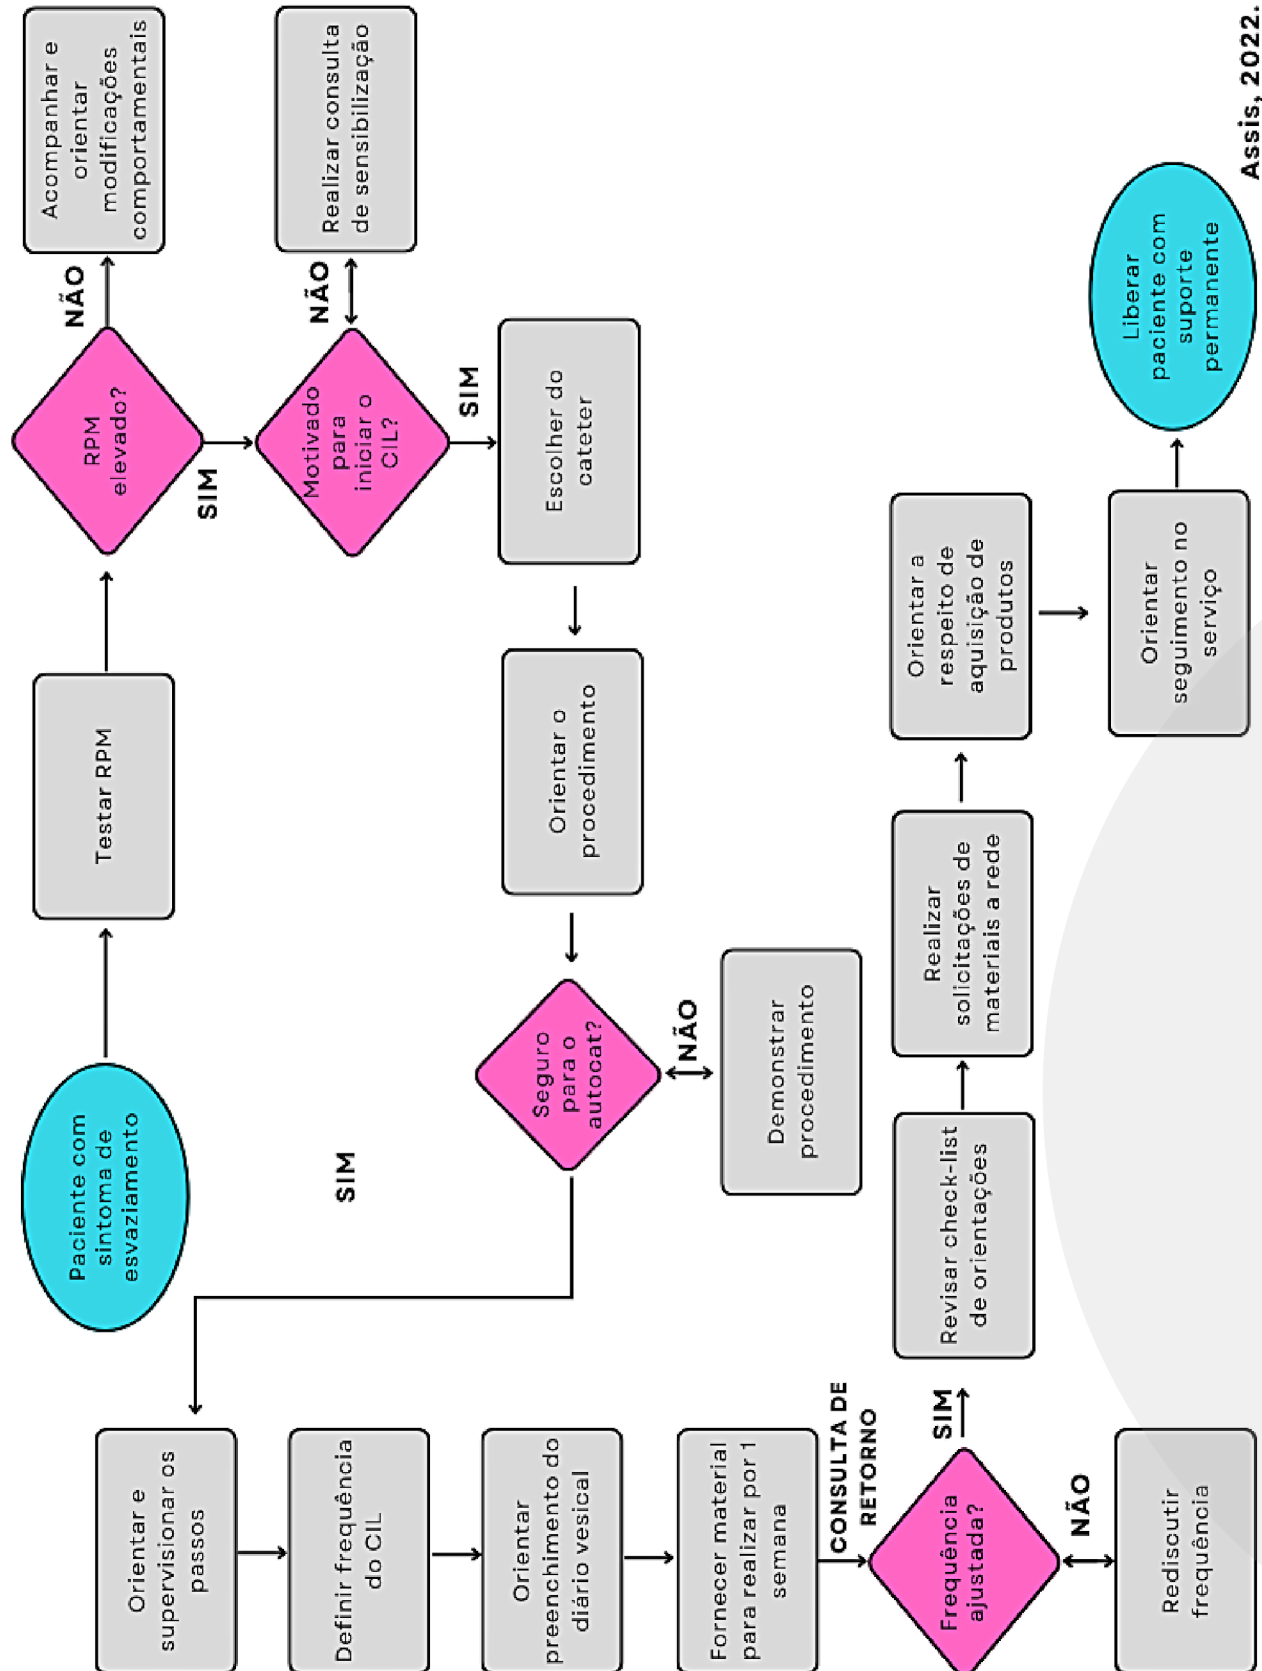 Paciente com
sintoma de
esvaziamento
Testar RPM
RPM
elevado?
NÃO
Acompanhar e
orientar
modificações
comportamentais
SIM
Motivado
para
iniciar o
CIL?
NÃO
Realizar consulta
de sensibilização
SIM
Escolher do
cateter
Orientar o
procedimento
Seguro
para o
autocat?
NÃO
Demonstrar
procedimento
SIM
Orientar e
supervisionar os
passos
Definir frequência
do CIL
Orientar
preenchimento do
diário vesical
Fornecer material
para realizar por 1
semana
CONSULTA DE
RETORNO
Frequência
ajustada?
NÃO
Rediscutir
frequência
SIM
Revisar check-list
de orientações
Realizar
solicitações de
materiais a rede
Orientar a
respeito de
aquisição de
produtos
Orientar
seguimento no
serviço
Liberar
paciente com
suporte
permanente
Assis, 2022.